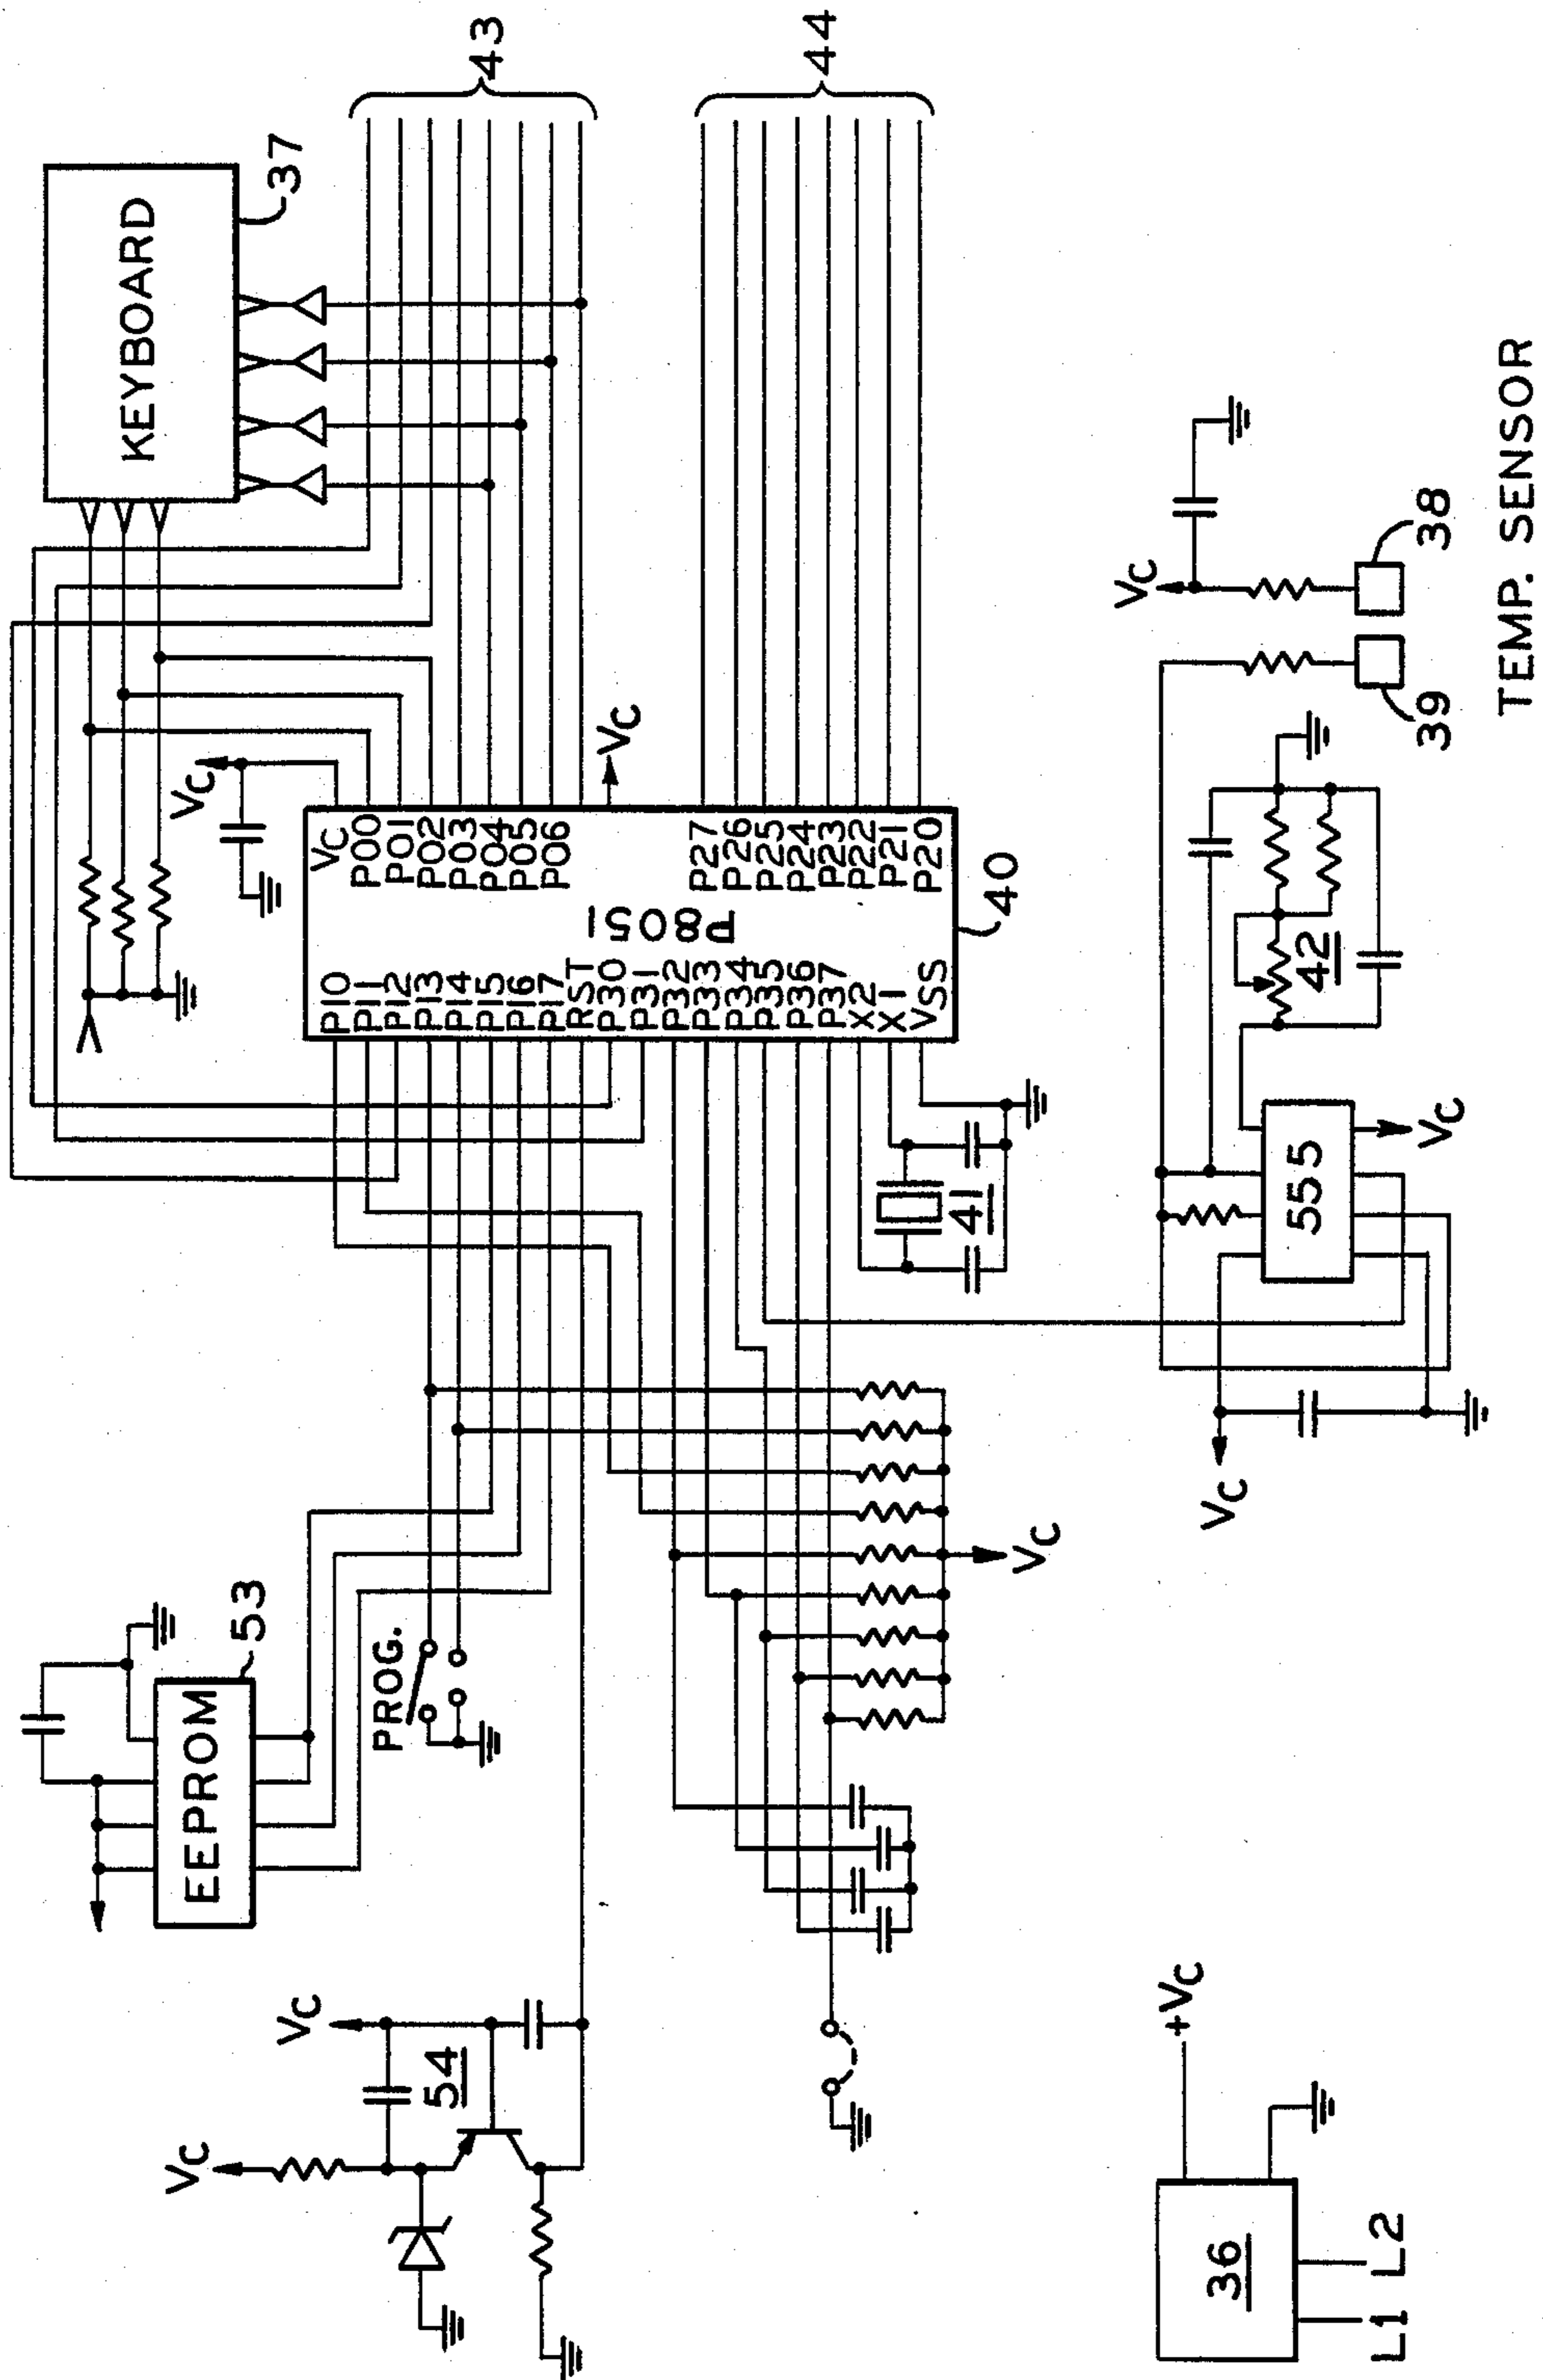 KEYBOARD
37
EEPROM
53
VC
VC
54
PROG.
VC
P10
P11
P12
P13
P14
P15
P16
P17
RST
P30
P31
P32
P33
P34
P35
P36
P37
X2
X1
VSS
P8051
VC
P00
P01
P02
P03
P04
P05
P06
P27
P26
P25
P24
P23
P22
P21
P20
VC
43
44
40
41
VC
36
+VC
L1
L2
VC
555
VC
42
VC
39
38
TEMP. SENSOR